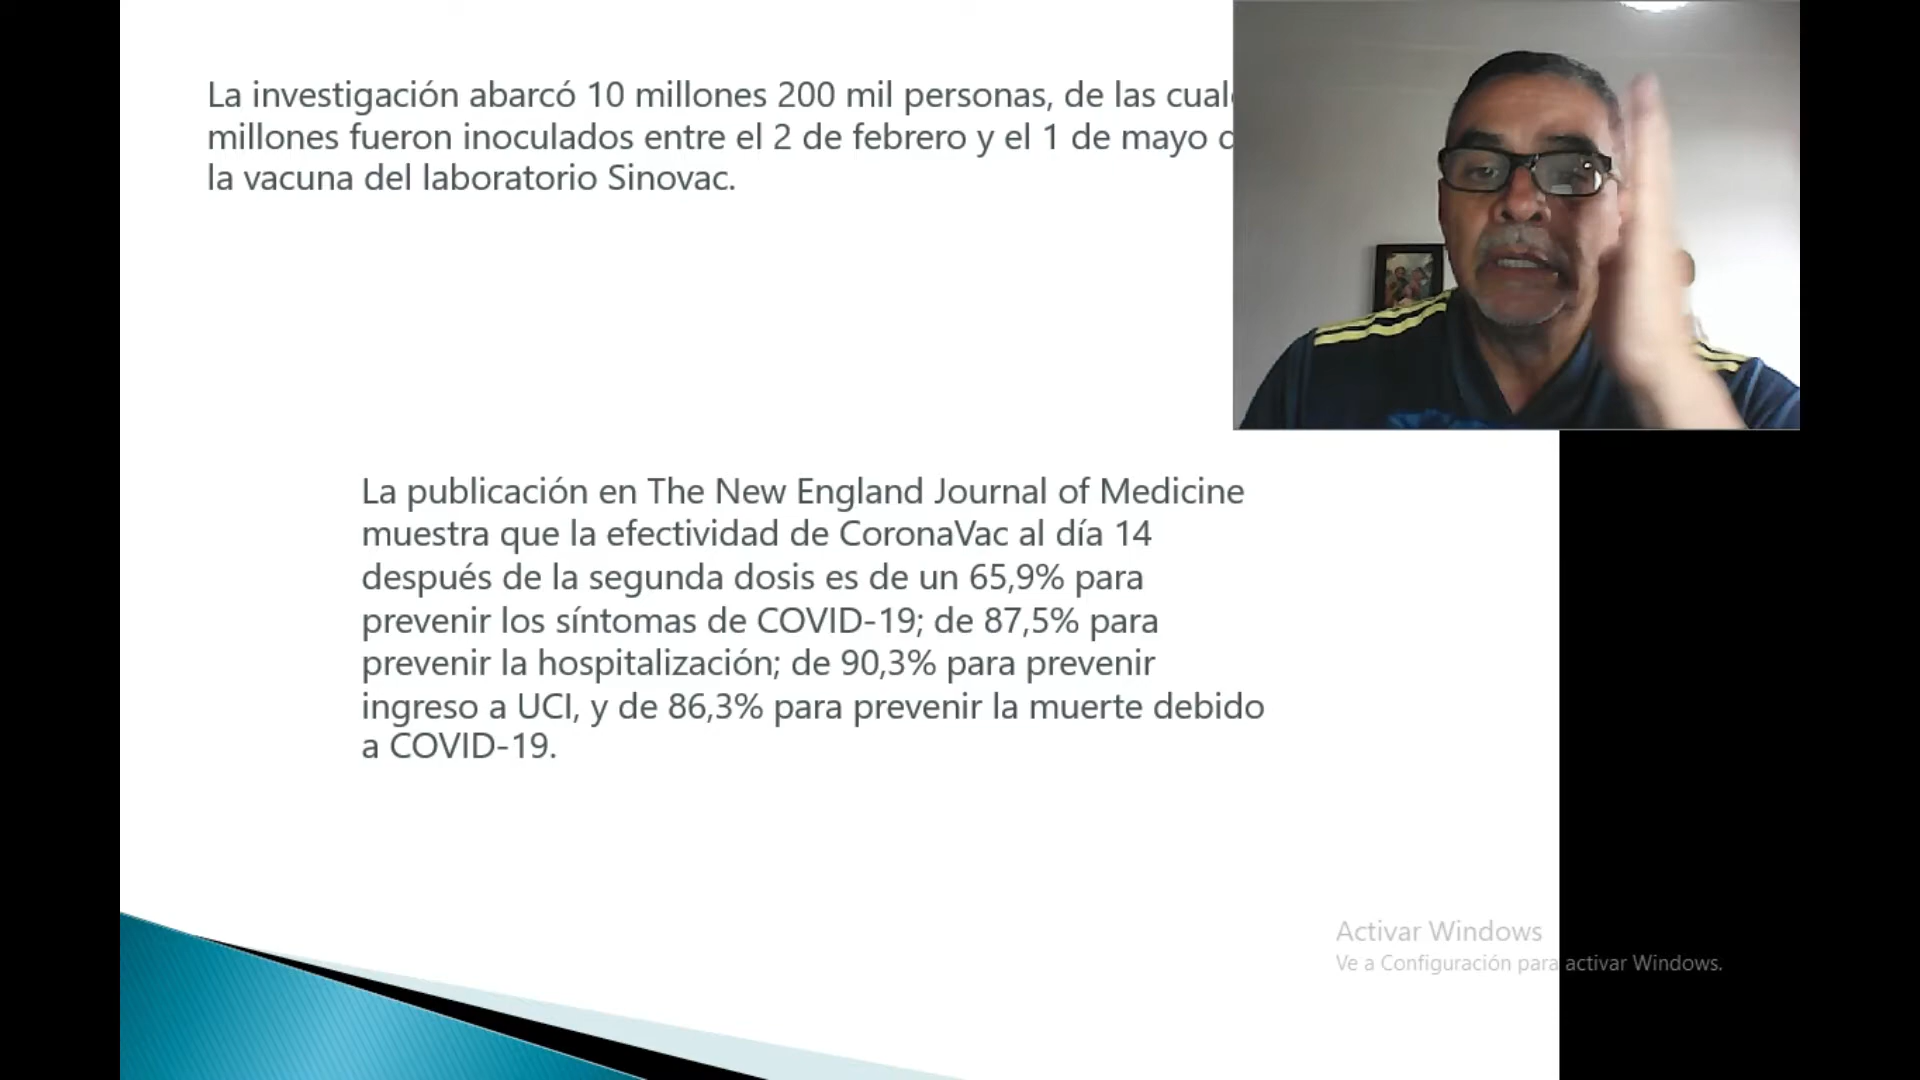 La investigación abarcó 10 millones 200 mil personas, de las
millones fueron inoculados entre el 2 de febrero y el 1 de mayo
la vacuna del laboratorio Sinovac.
La publicación en The New England Journal of Medicine
muestra que la efectividad de CoronaVac al día 14
después de la segunda dosis es de un 65,9% para
prevenir los síntomas de COVID-19; de 87,5% para
prevenir la hospitalización; de 90,3% para prevenir
ingreso a UCI, y de 86,3% para prevenir la muerte debido
a COVID-19.
Activar Windows
Ve a Configuración para activar Windows.